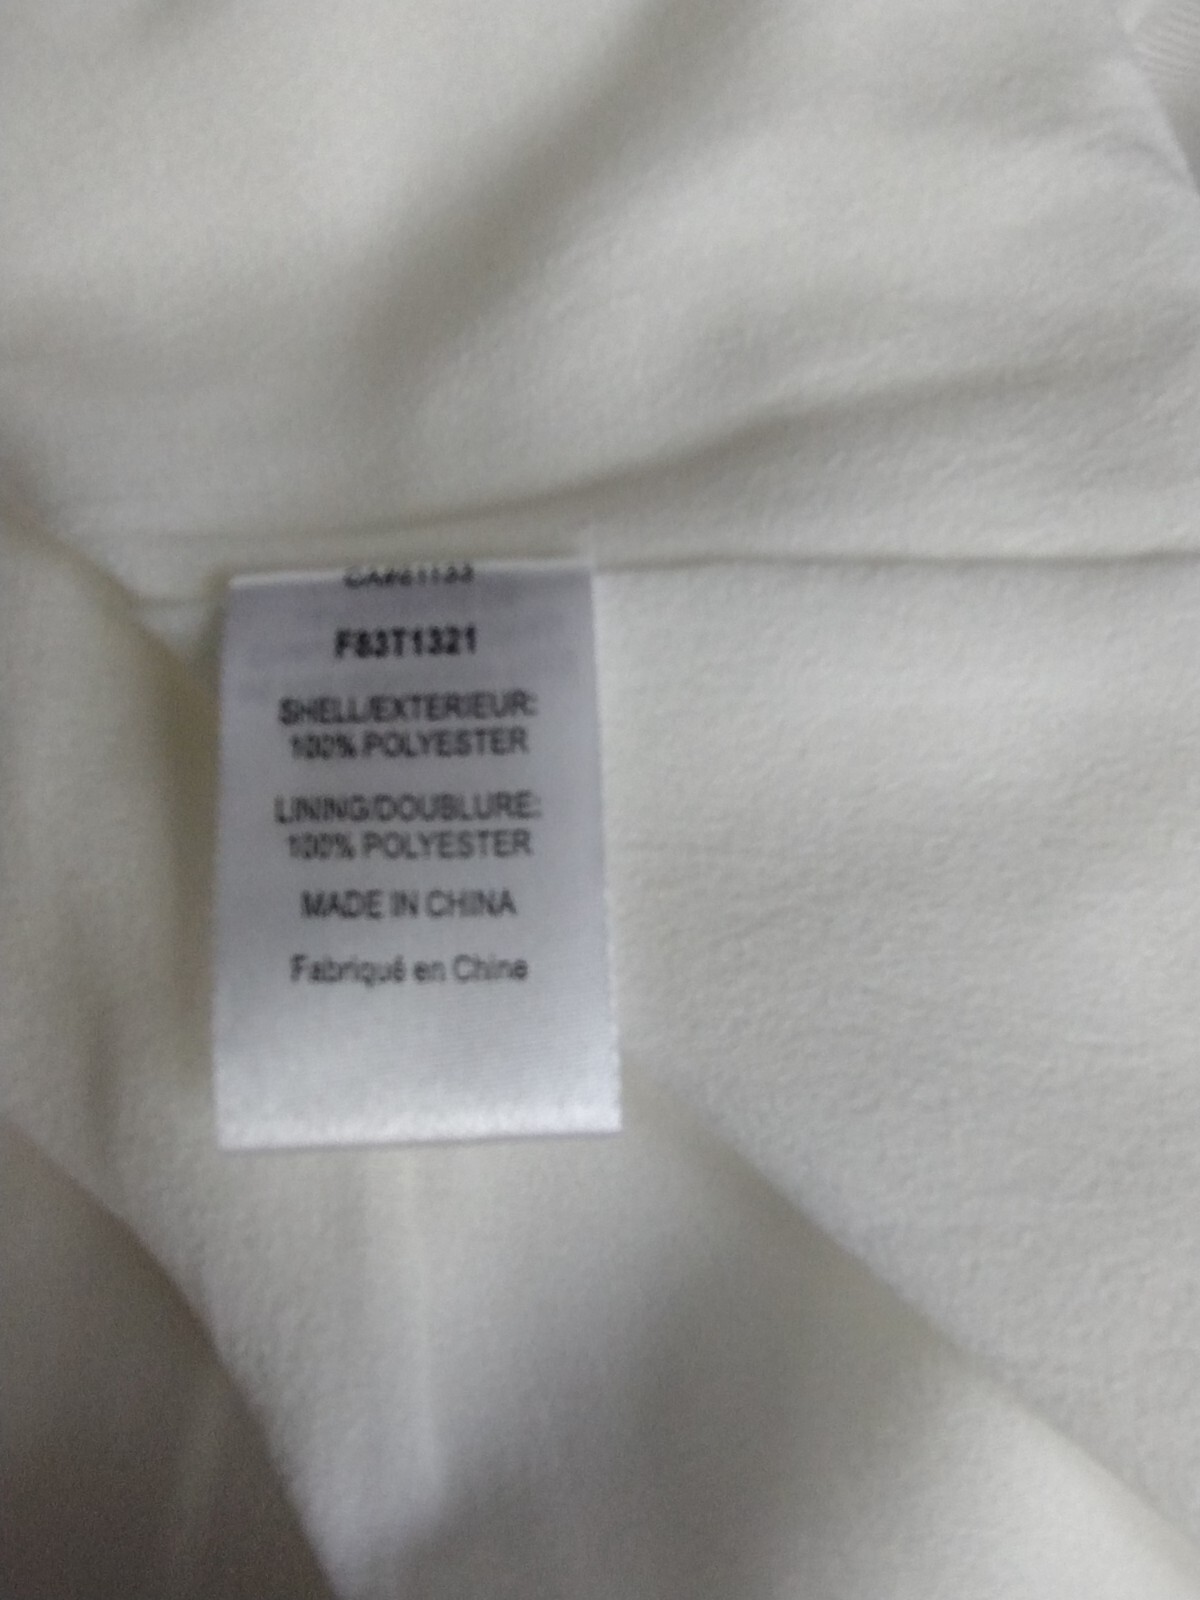 F83T1321
SHELL/EXTERIEUR:
100% POLYESTER
LINING/DOUBLURE:
100% POLYESTER
MADE IN CHINA
Fabriqué en Chine